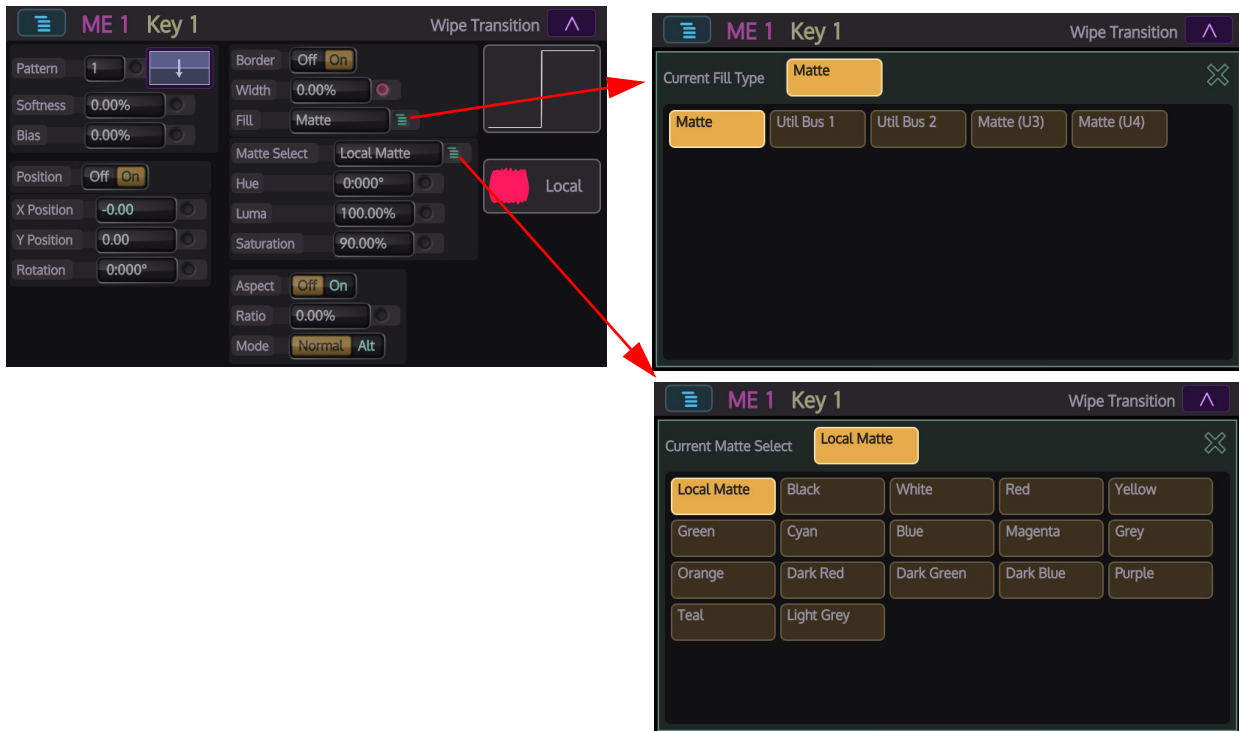 ME 1 Key 1 Wipe Transition
Pattern 1
Softness 0.00%
Bias 0.00%
Position Off On
X Position -0.00
Y Position 0.00
Rotation 0:000°
Border Off On
Width 0.00%
Fill Matte
Matte Select Local Matte
Hue 0:000°
Luma 100.00%
Saturation 90.00%
Aspect Off On
Ratio 0.00%
Mode Normal Alt
Local
ME 1 Key 1 Wipe Transition
Current Fill Type Matte
Matte Util Bus 1 Util Bus 2 Matte (U3) Matte (U4)
ME 1 Key 1 Wipe Transition
Current Matte Select Local Matte
Local Matte Black White Red Yellow
Green Cyan Blue Magenta Grey
Orange Dark Red Dark Green Dark Blue Purple
Teal Light Grey